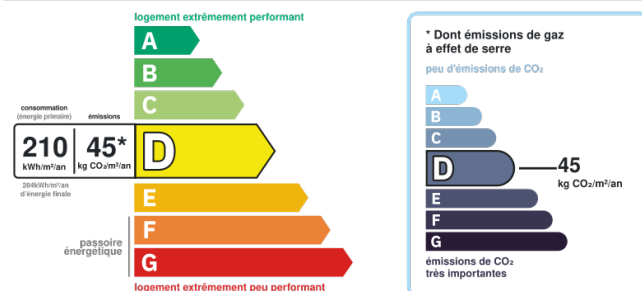 logement extrêmement performant
A
B
C
consommation
(énergie primaire)
émissions
210
kWh/m²/an
45*
kg CO₂/m²/an
D
204kWh/m²/an
d'énergie finale
E
F
G
passoire
énergétique
logement extrêmement peu performant
* Dont émissions de gaz
à effet de serre
peu d'émissions de CO₂
A
B
C
D
45
kg CO₂/m²/an
E
F
G
émissions de CO₂
très importantes